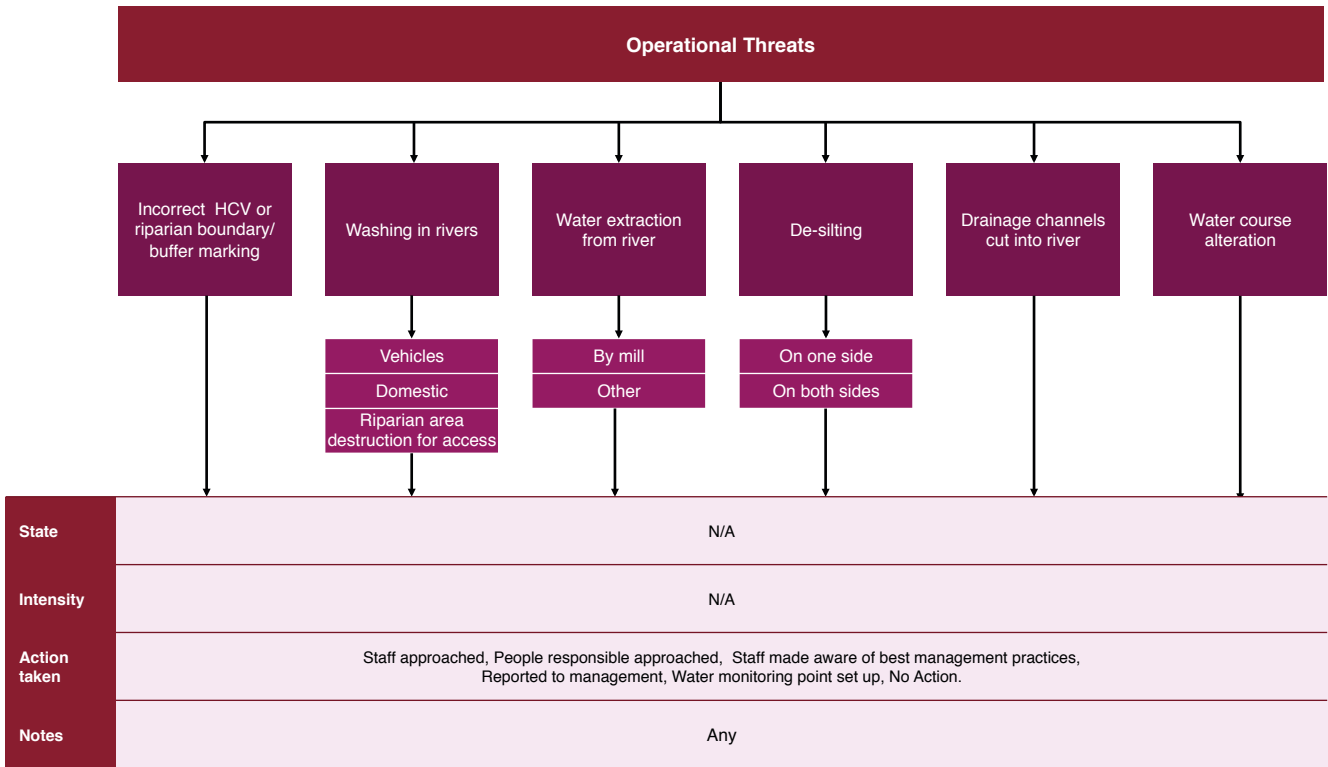 Operational Threats
Incorrect HCV or
riparian boundary/
buffer marking
Washing in rivers
Water extraction
from river
De-silting
Drainage channels
cut into river
Water course
alteration
Vehicles
Domestic
Riparian area
destruction for access
By mill
Other
On one side
On both sides
State
N/A
Intensity
N/A
Action
taken
Staff approached, People responsible approached, Staff made aware of best management practices,
Reported to management, Water monitoring point set up, No Action.
Notes
Any